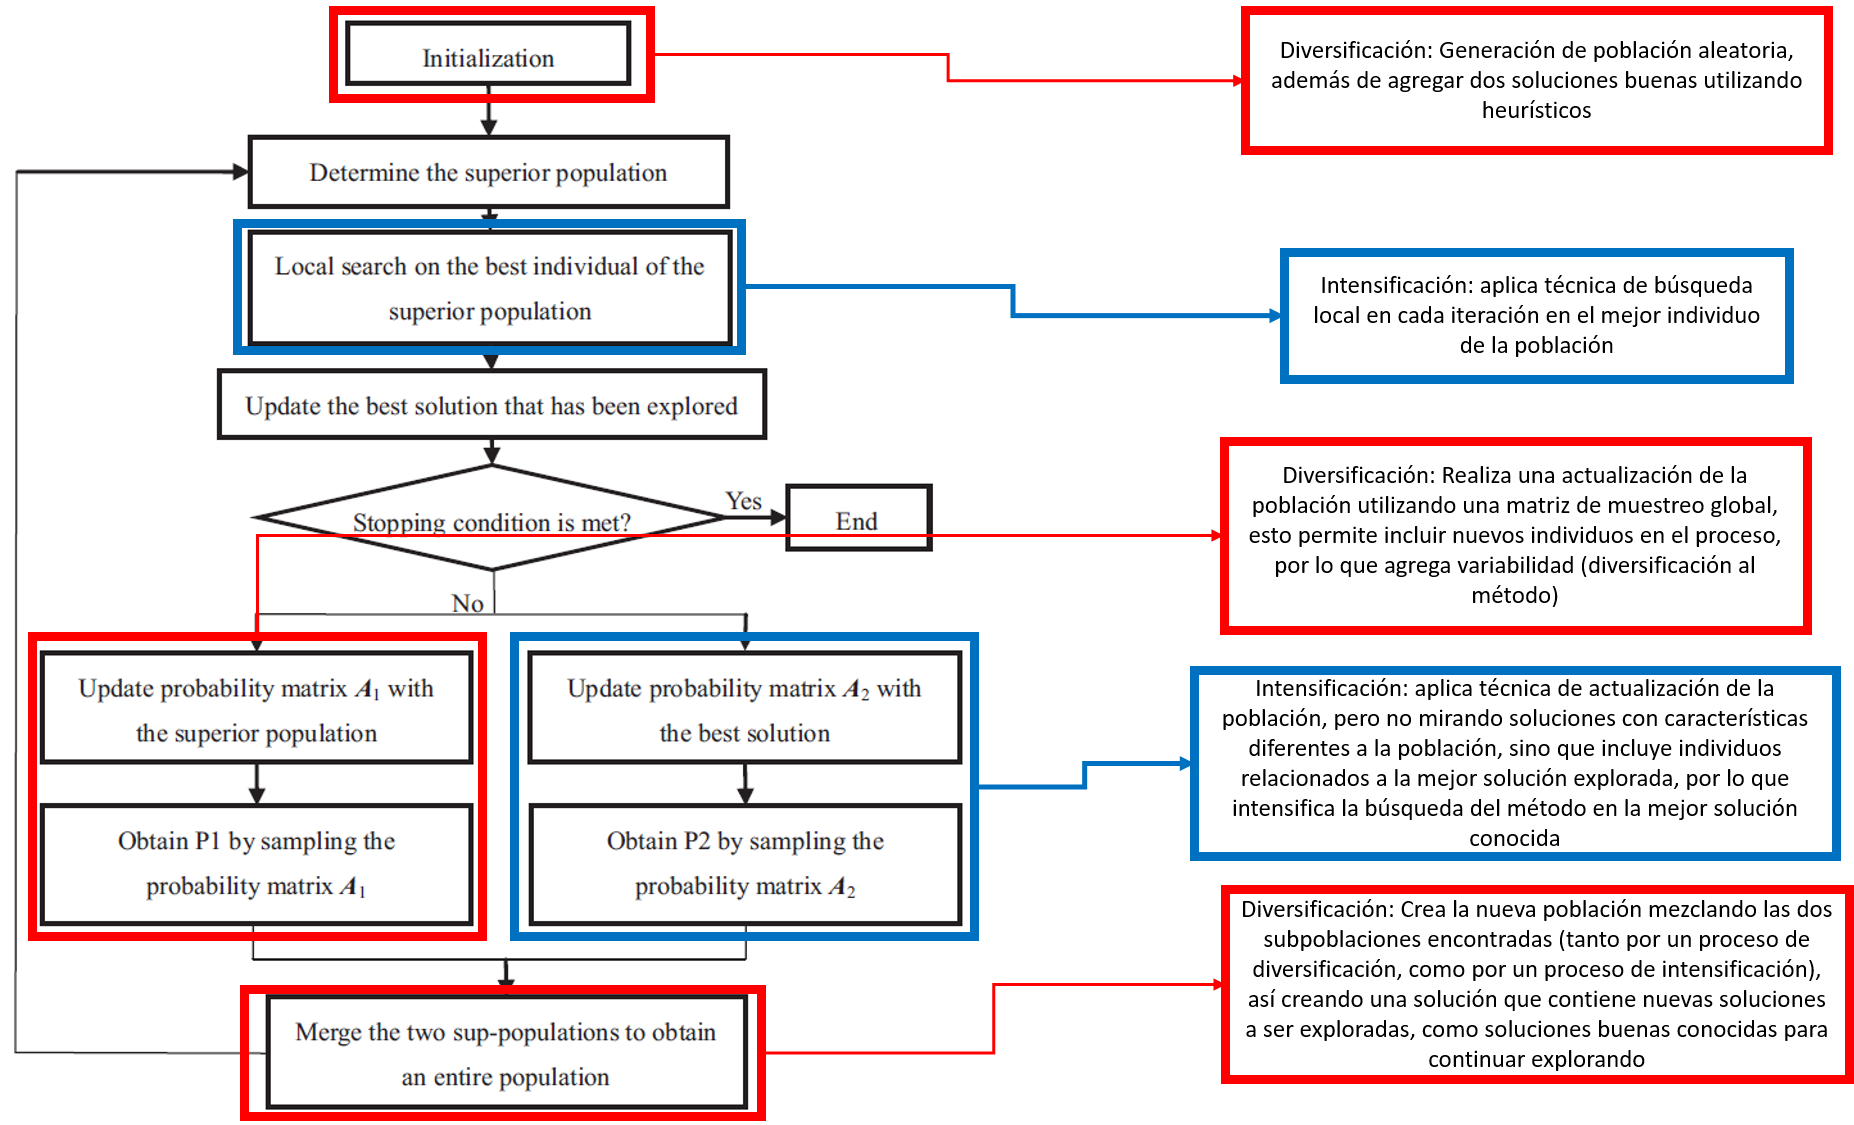 Initialization
Diversificación: Generación de población aleatoria,
además de agregar dos soluciones buenas utilizando
heurísticos
Determine the superior population
Local search on the best individual of the
superior population
Intensificación: aplica técnica de búsqueda
local en cada iteración en el mejor individuo
de la población
Update the best solution that has been explored
Stopping condition is met?
Yes
End
No
Diversificación: Realiza una actualización de la
población utilizando una matriz de muestreo global,
esto permite incluir nuevos individuos en el proceso,
por lo que agrega variabilidad (diversificación al
método)
Update probability matrix A₁ with
the superior population
Update probability matrix A₂ with
the best solution
Intensificación: aplica técnica de actualización de la
población, pero no mirando soluciones con características
diferentes a la población, sino que incluye individuos
relacionados a la mejor solución explorada, por lo que
intensifica la búsqueda del método en la mejor solución
conocida
Obtain P1 by sampling the
probability matrix A₁
Obtain P2 by sampling the
probability matrix A₂
Diversificación: Crea la nueva población mezclando las dos
subpoblaciones encontradas (tanto por un proceso de
diversificación, como por un proceso de intensificación),
así creando una solución que contiene nuevas soluciones
a ser exploradas, como soluciones buenas conocidas para
continuar explorando
Merge the two sup-populations to obtain
an entire population